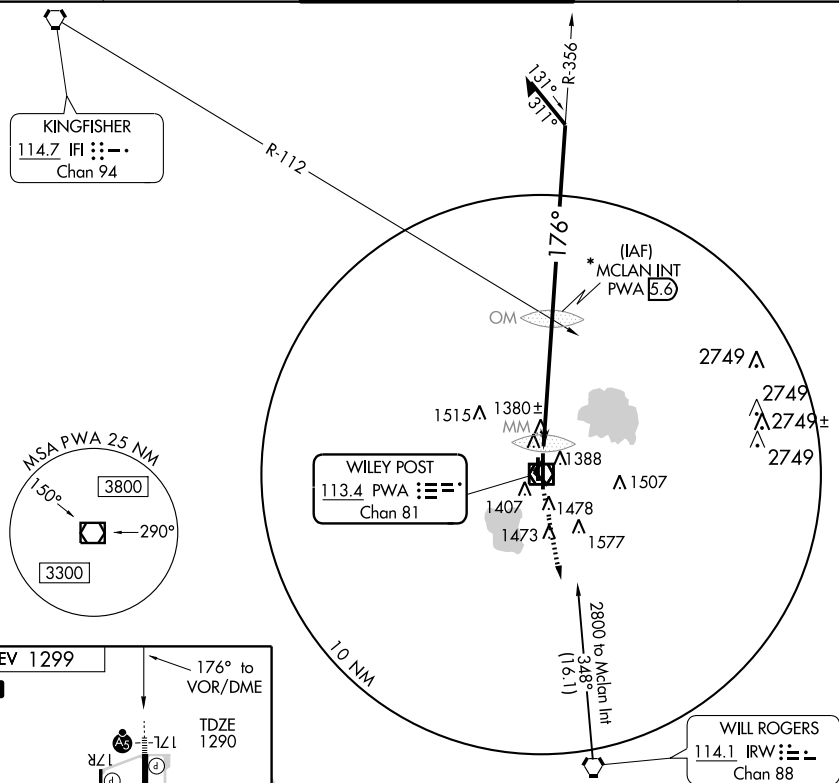 KINGFISHER
114.7 IFI
Chan 94
R-112
R-356
131°
311°
176°
(IAF)
* MCLAN INT
PWA 5.6
OM
2749
2749
2749±
2749
1515
1380±
MM
1388
WILEY POST
113.4 PWA
Chan 81
1507
1407
1478
1473
1577
MSA PWA 25 NM
150°
3800
290°
3300
10 NM
2800 to Mclan Int
348°
(16.1)
WILL ROGERS
114.1 IRW
Chan 88
EV 1299
176° to
VOR/DME
TDZE
1290
A5
17L
17R
P
P